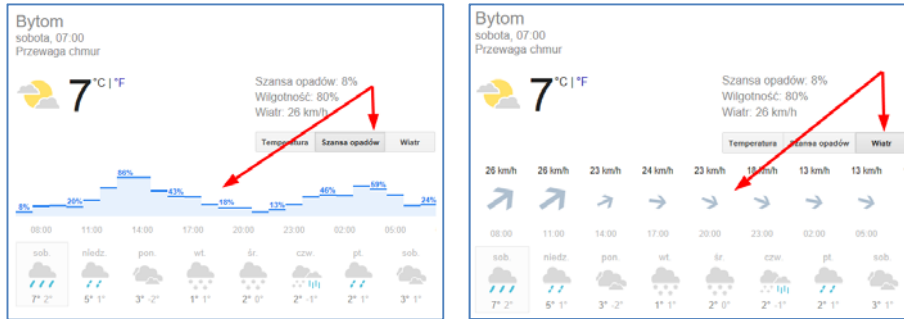 Bytom
sobota, 07:00
Przewaga chmur
7 °C | °F
Szansa opadów: 8%
Wilgotność: 80%
Wiatr: 26 km/h
Temperatura Szansa opadów Wiatr
8% 20% 86% 43% 18% 13% 46% 59% 24%
08:00 11:00 14:00 17:00 20:00 23:00 02:00 05:00
sob. niedz. pon. wt. śr. czw. pt. sob.
7° 2° 5° 1° 3° -2° 1° 1° 2° 0° 2° -1° 2° 1° 3° 1°
Bytom
sobota, 07:00
Przewaga chmur
7 °C | °F
Szansa opadów: 8%
Wilgotność: 80%
Wiatr: 26 km/h
Temperatura Szansa opadów Wiatr
26 km/h 26 km/h 23 km/h 24 km/h 23 km/h 18 km/h 13 km/h 13 km/h
08:00 11:00 14:00 17:00 20:00 23:00 02:00 05:00
sob. niedz. pon. wt. śr. czw. pt. sob.
7° 2° 5° 1° 3° -2° 1° 1° 2° 0° 2° -1° 2° 1° 3° 1°